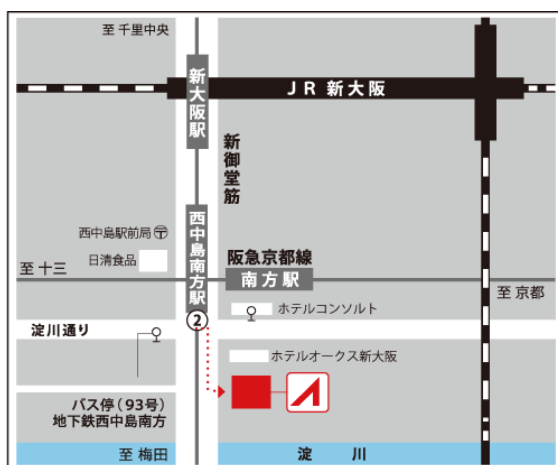 至 千里中央
新大阪駅
JR 新大阪
新御堂筋
西中島駅前局
日清食品
西中島南方駅
阪急京都線
南方駅
至 十三
至 京都
②
ホテルコンソルト
淀川通り
ホテルオークス新大阪
バス停(93号)
地下鉄西中島南方
至 梅田
淀 川